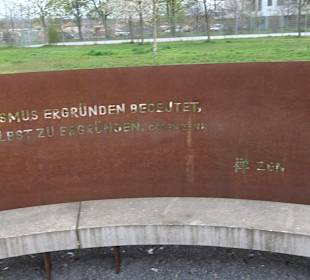 SMUS ERGRÜNDEN BEDEUTET,
LBST ZU ERGRÜNDEN.
禅 ZEN